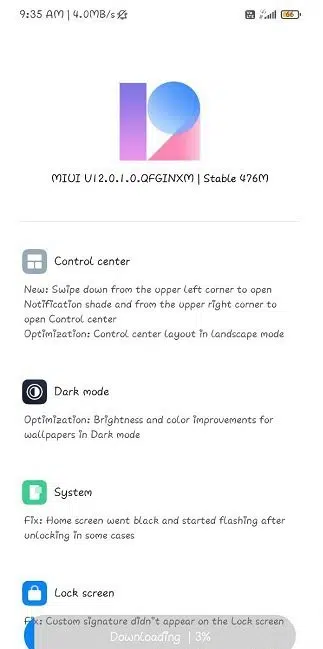 9:35 AM | 4.0MB/s
66
MIUI V12.0.1.0.QFGINXM | Stable 476M
Control center
New: Swipe down from the upper left corner to open
Notification shade and from the upper right corner to
open Control center
Optimization: Control center layout in landscape mode
Dark mode
Optimization: Brightness and color improvements for
wallpapers in Dark mode
System
Fix: Home screen went black and started flashing after
unlocking in some cases
Lock screen
Fix: Custom signature didn't appear on the Lock screen
Downloading | 3%